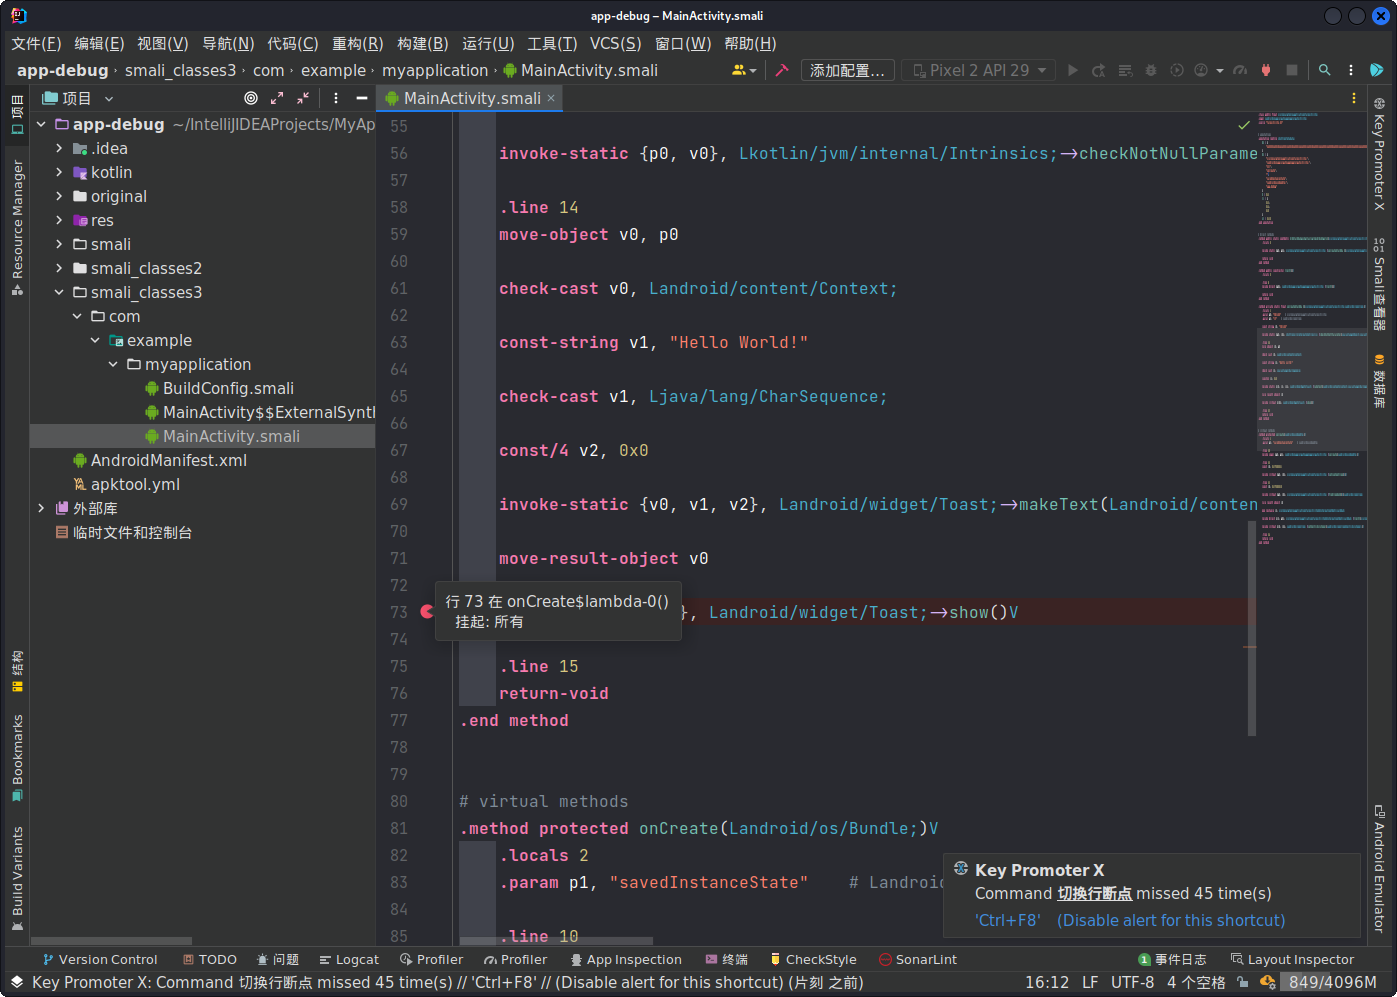 app-debug – MainActivity.smali
文件(F) 编辑(E) 视图(V) 导航(N) 代码(C) 重构(R) 构建(B) 运行(U) 工具(T) VCS(S) 窗口(W) 帮助(H)
app-debug › smali_classes3 › com › example › myapplication › MainActivity.smali 添加配置... Pixel 2 API 29
项目
MainActivity.smali
app-debug ~/IntelliJIDEAProjects/MyAp
.idea
kotlin
original
res
smali
smali_classes2
smali_classes3
com
example
myapplication
BuildConfig.smali
MainActivity$$ExternalSynth
MainActivity.smali
AndroidManifest.xml
apktool.yml
外部库
临时文件和控制台
项目
Resource Manager
结构
Bookmarks
Build Variants
55
56 invoke-static {p0, v0}, Lkotlin/jvm/internal/Intrinsics;->checkNotNullParame
57
58 .line 14
59 move-object v0, p0
60
61 check-cast v0, Landroid/content/Context;
62
63 const-string v1, "Hello World!"
64
65 check-cast v1, Ljava/lang/CharSequence;
66
67 const/4 v2, 0x0
68
69 invoke-static {v0, v1, v2}, Landroid/widget/Toast;->makeText(Landroid/conten
70
71 move-result-object v0
72
73 }, Landroid/widget/Toast;->show()V
行 73 在 onCreate$lambda-0()
挂起: 所有
74
75 .line 15
76 return-void
77 .end method
78
79
80 # virtual methods
81 .method protected onCreate(Landroid/os/Bundle;)V
82 .locals 2
83 .param p1, "savedInstanceState" # Landroid
84
85 .line 10
Key Promoter X
Smali查看器
数据库
Android Emulator
Key Promoter X
Command 切换行断点 missed 45 time(s)
'Ctrl+F8' (Disable alert for this shortcut)
Version Control TODO 问题 Logcat Profiler Profiler App Inspection 终端 CheckStyle SonarLint 1 事件日志 Layout Inspector
Key Promoter X: Command 切换行断点 missed 45 time(s) // 'Ctrl+F8' // (Disable alert for this shortcut) (片刻 之前) 16:12 LF UTF-8 4 个空格 849/4096M